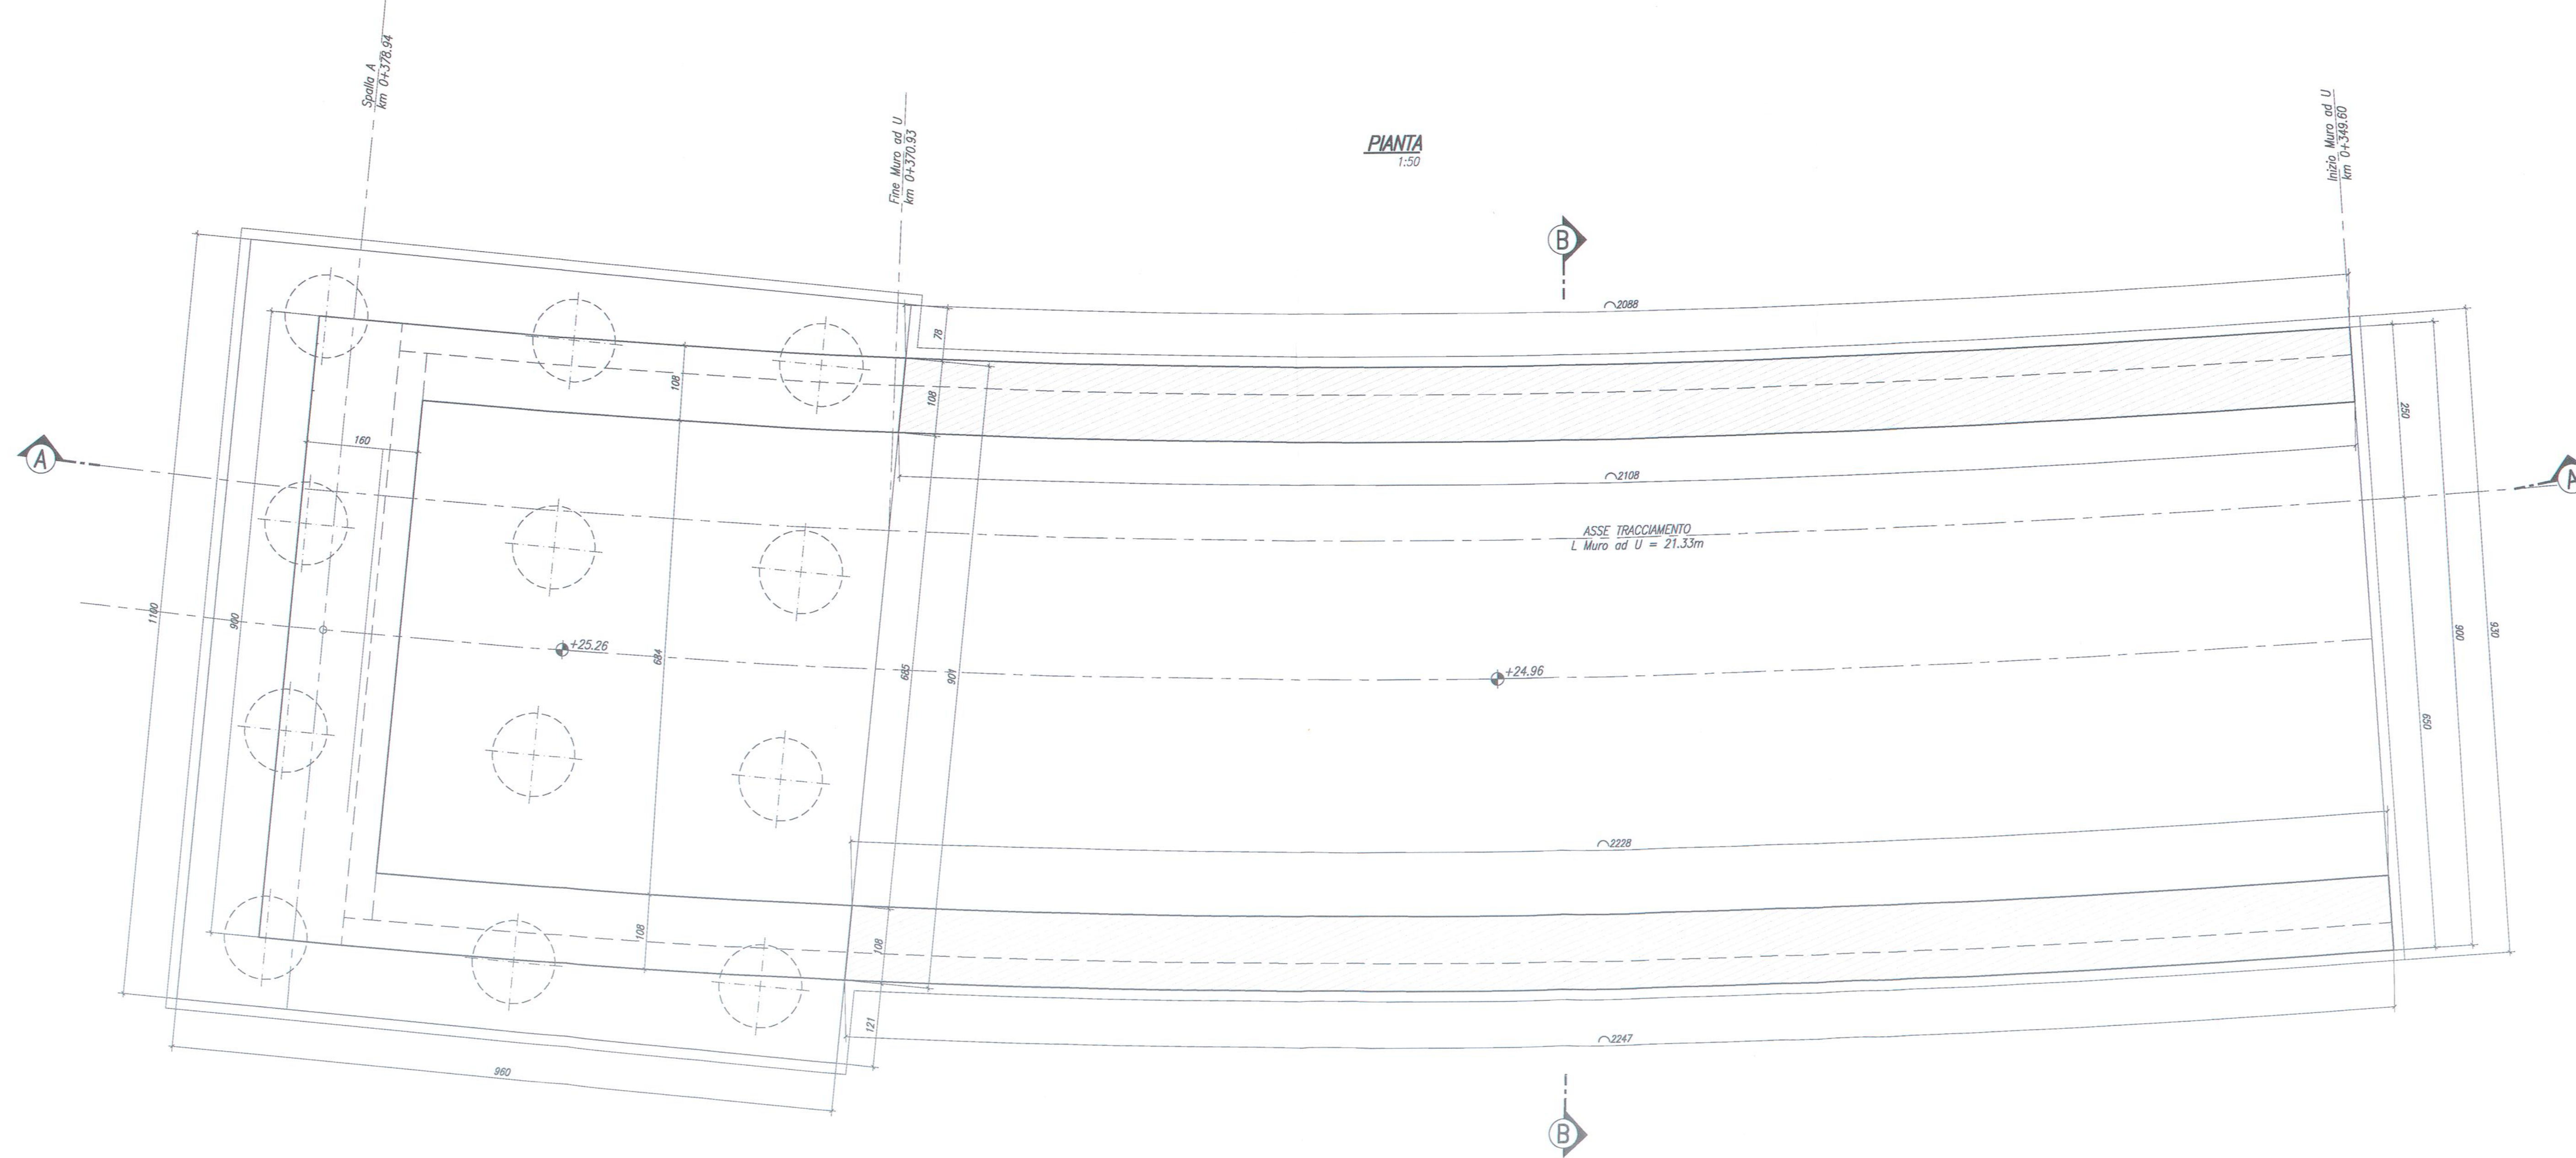 Spalla A
km 0+378.94
Fine Muro ad U
km 0+370.93
PIANTA
1:50
Inizio Muro ad U
km 0+349.60
B
2088
78
108
108
250
160
A
2108
A
ASSE TRACCIAMENTO
L Muro ad U = 21.33m
1100
900
+25.26
684
685
901
+24.96
900
930
650
2228
108
108
121
2247
960
B